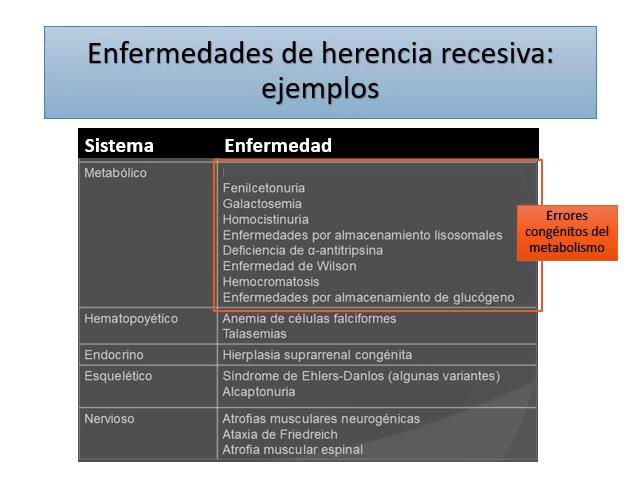 Enfermedades de herencia recesiva:
ejemplos
Sistema Enfermedad
Metabólico
Fenilcetonuria
Galactosemia
Homocistinuria
Enfermedades por almacenamiento lisosomales
Deficiencia de α-antitripsina
Enfermedad de Wilson
Hemocromatosis
Enfermedades por almacenamiento de glucógeno
Errores
congénitos del
metabolismo
Hematopoyético Anemia de células falciformes
Talasemias
Endocrino Hierplasia suprarrenal congénita
Esquelético Síndrome de Ehlers-Danlos (algunas variantes)
Alcaptonuria
Nervioso Atrofias musculares neurogénicas
Ataxia de Friedreich
Atrofia muscular espinal